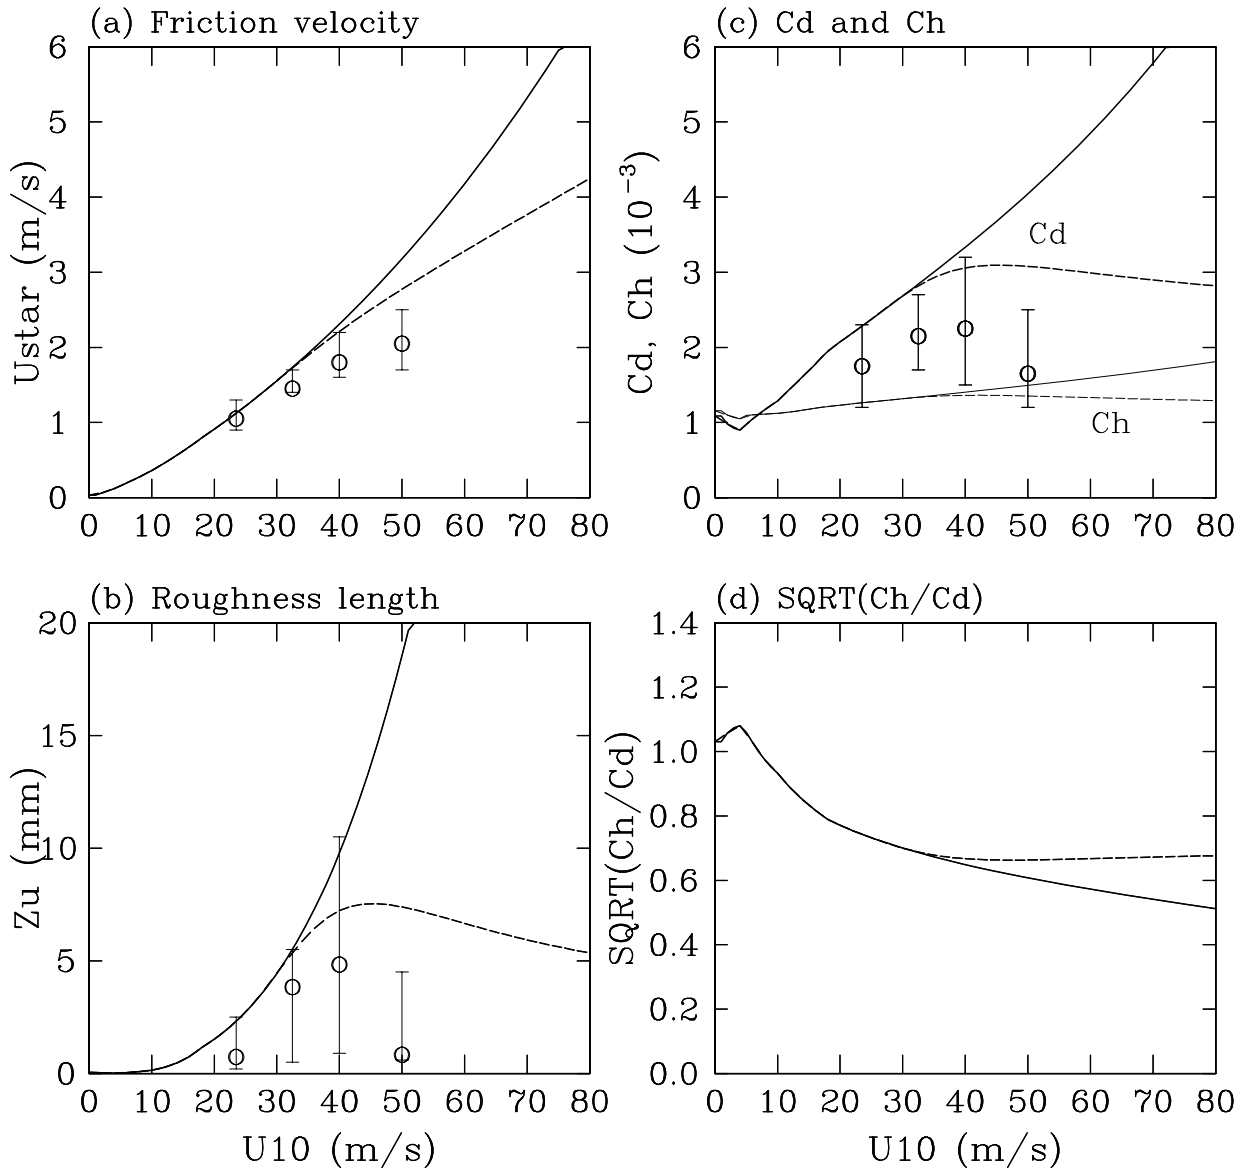 (a) Friction velocity
6
5
4
3
2
1
0
Ustar (m/s)
0 10 20 30 40 50 60 70 80
(c) Cd and Ch
6
5
4
3
2
1
0
Cd, Ch (10⁻³)
Cd
Ch
0 10 20 30 40 50 60 70 80
(b) Roughness length
20
15
10
5
0
Zu (mm)
0 10 20 30 40 50 60 70 80
U10 (m/s)
(d) SQRT(Ch/Cd)
1.4
1.2
1.0
0.8
0.6
0.4
0.2
0.0
SQRT(Ch/Cd)
0 10 20 30 40 50 60 70 80
U10 (m/s)